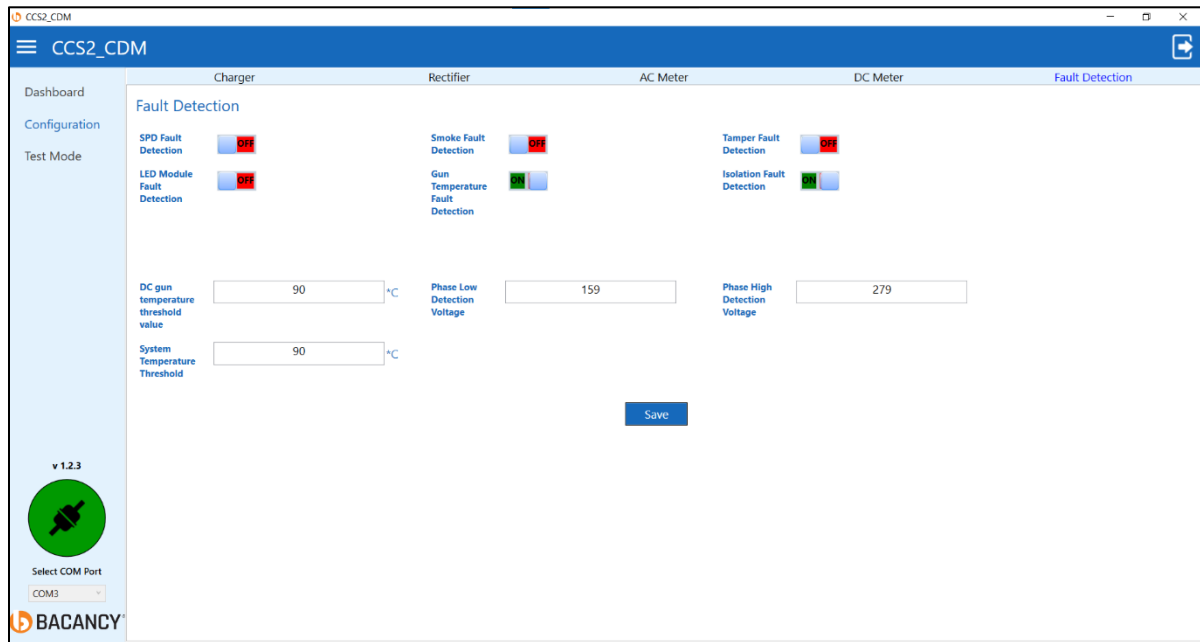 CCS2_CDM
CCS2_CDM
Charger Rectifier AC Meter DC Meter Fault Detection
Dashboard
Configuration
Test Mode
Fault Detection
SPD Fault
Detection
OFF
Smoke Fault
Detection
OFF
Tamper Fault
Detection
OFF
LED Module
Fault
Detection
OFF
Gun
Temperature
Fault
Detection
ON
Isolation Fault
Detection
ON
DC gun
temperature
threshold
value
90
*C
Phase Low
Detection
Voltage
159
Phase High
Detection
Voltage
279
System
Temperature
Threshold
90
*C
Save
v 1.2.3
Select COM Port
COM3
BACANCY